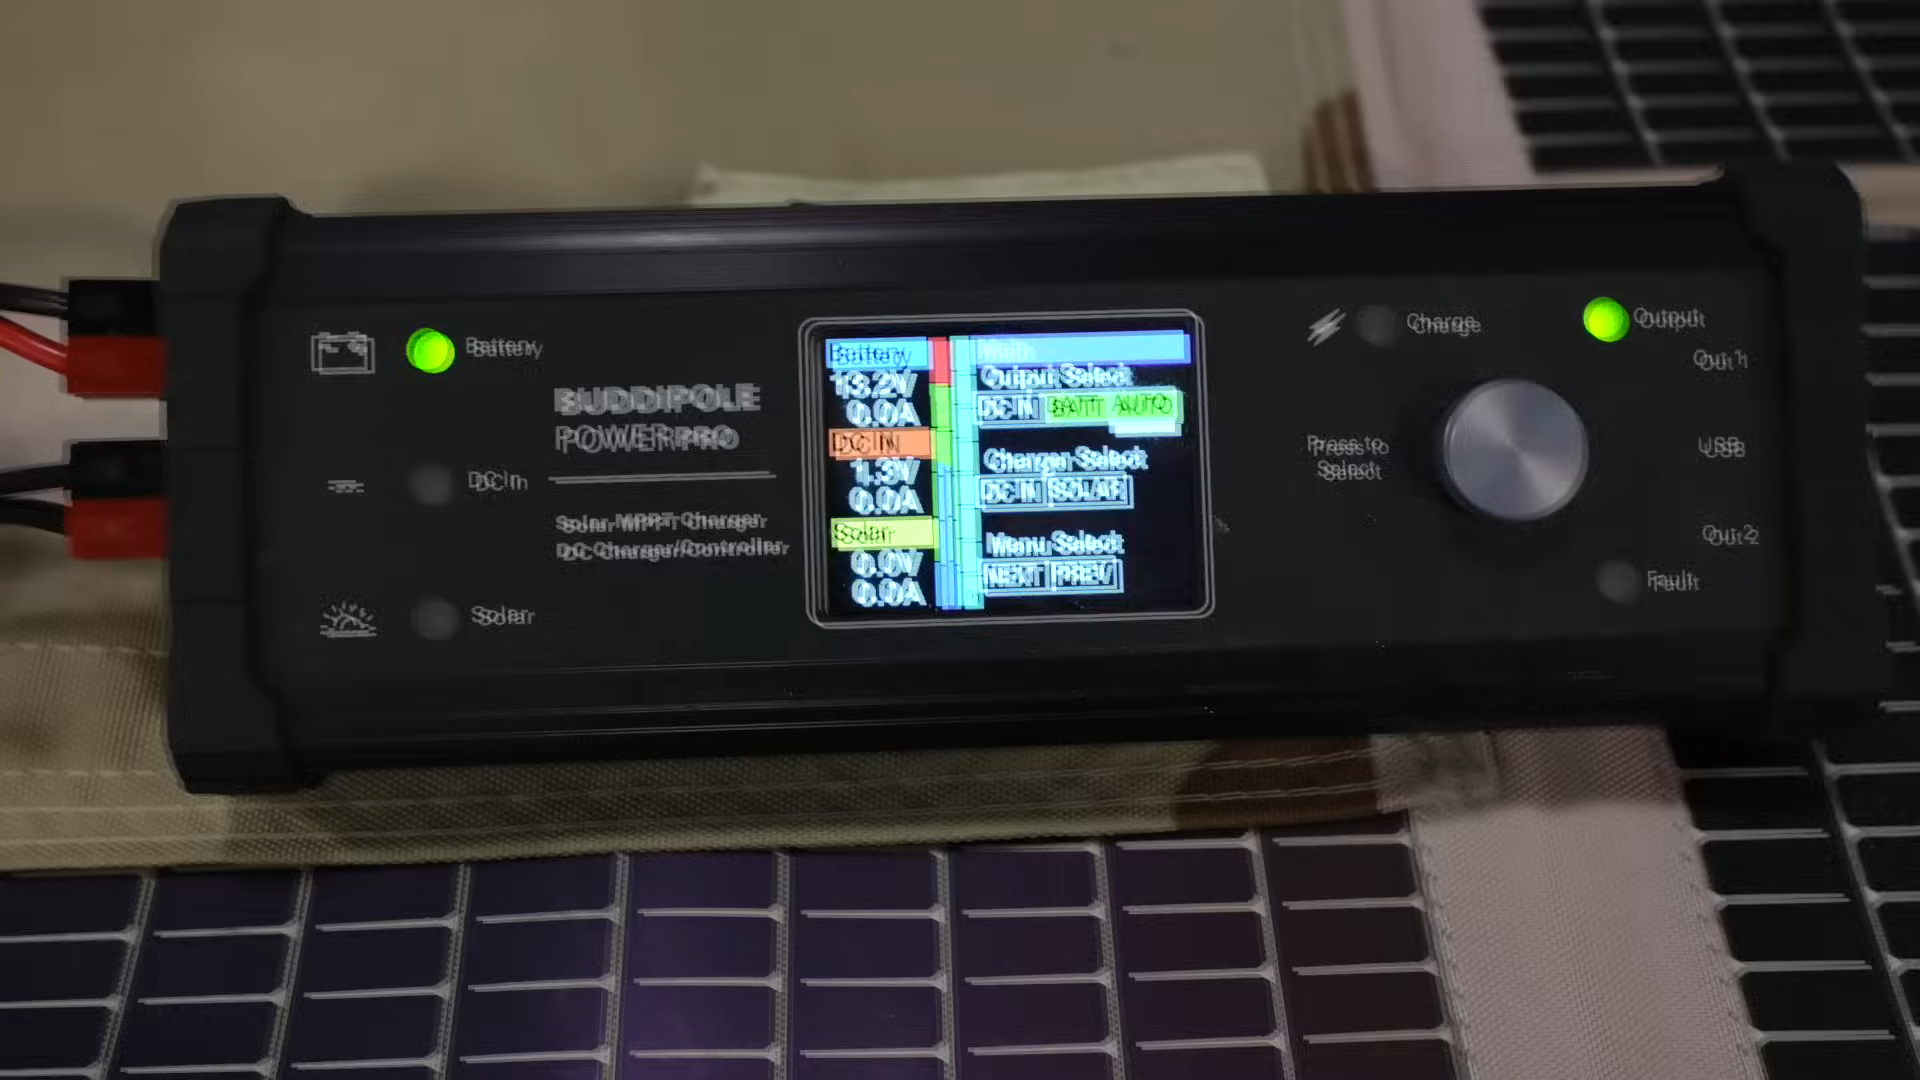 Battery
DC In
Solar
BUDDIPOLE
POWERPRO
Solar MPPT Charger
DC Charger/Controller
Battery
13.2V
0.0A
DC IN
1.3V
0.0A
Solar
0.0V
0.0A
Main
Output Select
DC IN BATT AUTO
Charger Select
DC IN SOLAR
Menu Select
NEXT PREV
Charge
Output
Out 1
Press to
Select
USB
Out 2
Fault